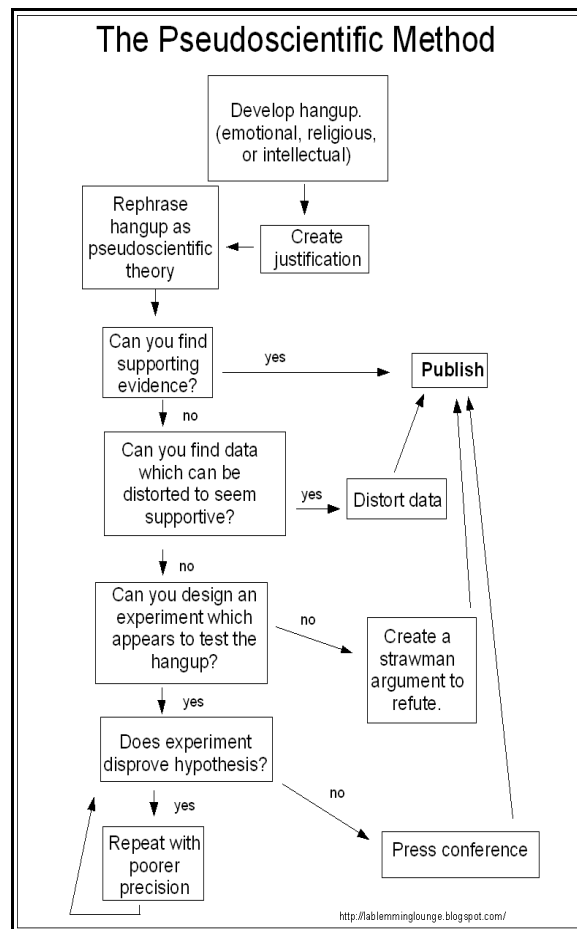 The Pseudoscientific Method
Develop hangup.
(emotional, religious,
or intellectual)
Rephrase
hangup as
pseudoscientific
theory
Create
justification
Can you find
supporting
evidence?
yes
Publish
no
Can you find data
which can be
distorted to seem
supportive?
yes
Distort data
no
Can you design an
experiment which
appears to test the
hangup?
no
Create a
strawman
argument to
refute.
yes
Does experiment
disprove hypothesis?
no
yes
Repeat with
poorer
precision
Press conference
http://lablemminglounge.blogspot.com/